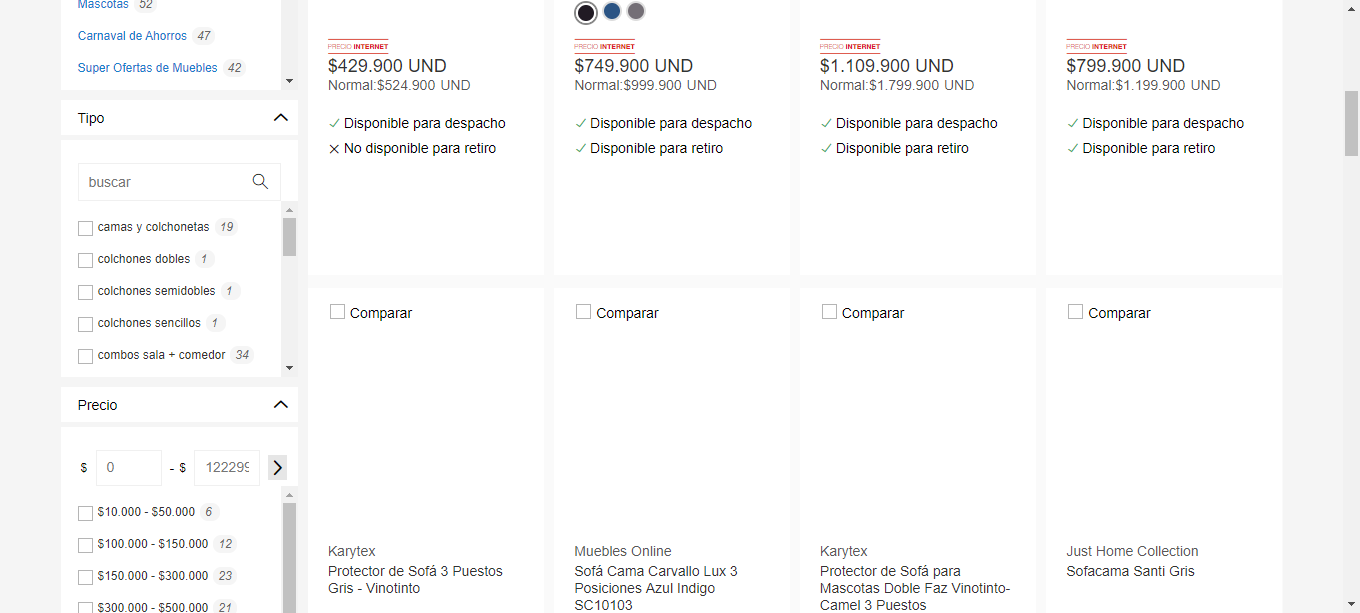 Mascotas 52
Carnaval de Ahorros 47
Super Ofertas de Muebles 42
Tipo
buscar
camas y colchonetas 19
colchones dobles 1
colchones semidobles 1
colchones sencillos 1
combos sala + comedor 34
Precio
$ 0 - $ 122299
$10.000 - $50.000 6
$100.000 - $150.000 12
$150.000 - $300.000 23
$300.000 - $500.000 21
PRECIO INTERNET
$429.900 UND
Normal:$524.900 UND
Disponible para despacho
No disponible para retiro
PRECIO INTERNET
$749.900 UND
Normal:$999.900 UND
Disponible para despacho
Disponible para retiro
PRECIO INTERNET
$1.109.900 UND
Normal:$1.799.900 UND
Disponible para despacho
Disponible para retiro
PRECIO INTERNET
$799.900 UND
Normal:$1.199.900 UND
Disponible para despacho
Disponible para retiro
Comparar
Karytex
Protector de Sofá 3 Puestos
Gris - Vinotinto
Comparar
Muebles Online
Sofá Cama Carvallo Lux 3
Posiciones Azul Indigo
SC10103
Comparar
Karytex
Protector de Sofá para
Mascotas Doble Faz Vinotinto-
Camel 3 Puestos
Comparar
Just Home Collection
Sofacama Santi Gris